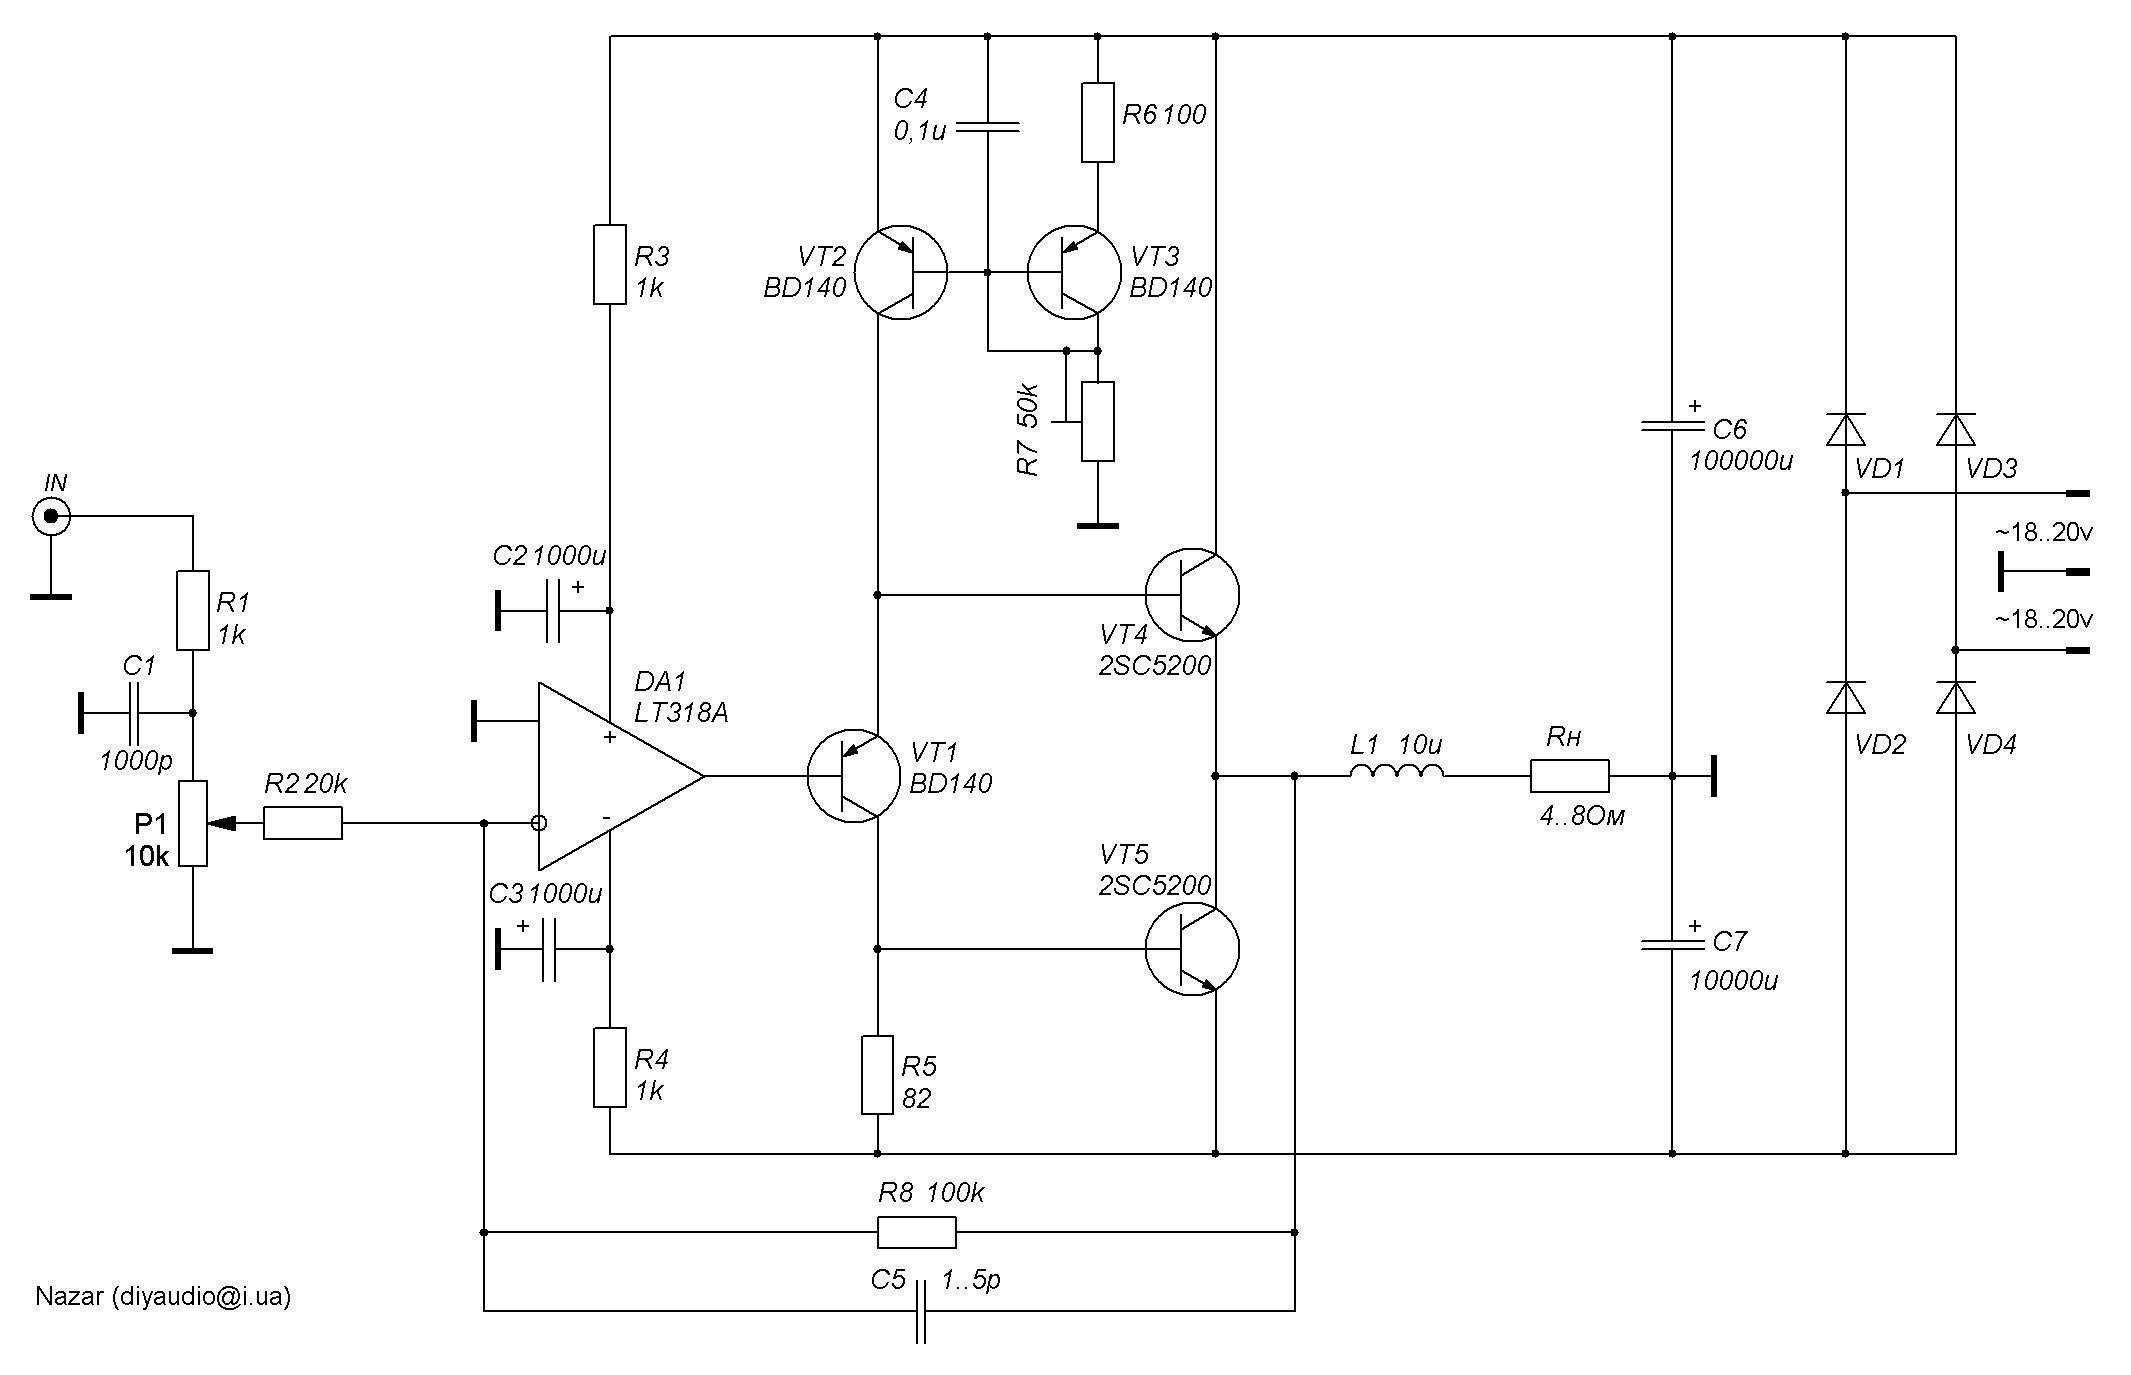 IN
R1
1k
C1
1000p
P1
10k
R2 20k
C2 1000u
+
R3
1k
DA1
LT318A
+
-
C3 1000u
+
R4
1k
C4
0,1u
R6 100
VT2
BD140
VT3
BD140
R7 50k
VT1
BD140
R5
82
VT4
2SC5200
VT5
2SC5200
L1 10u
Rн
4..8Ом
+
C6
100000u
+
C7
10000u
VD1
VD3
VD2
VD4
~18..20v
~18..20v
R8 100k
C5 1..5p
Nazar (diyaudio@i.ua)